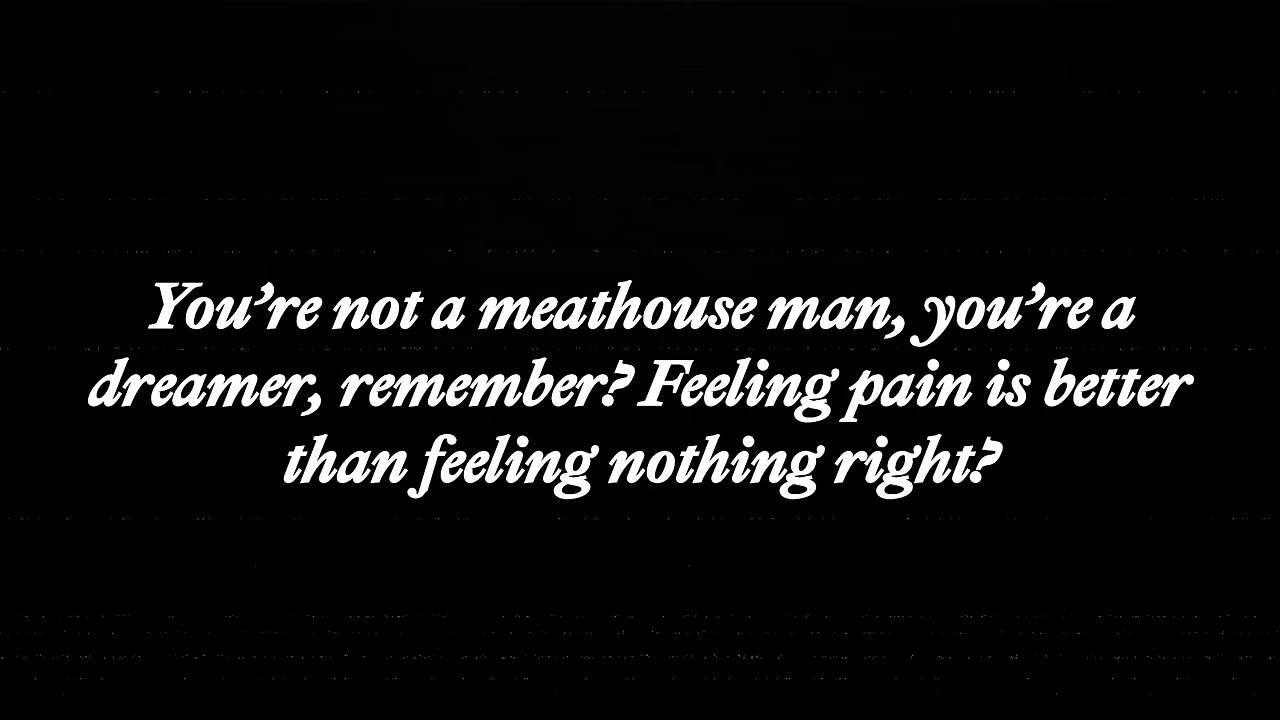 You’re not a meathouse man, you’re a
dreamer, remember? Feeling pain is better
than feeling nothing right?